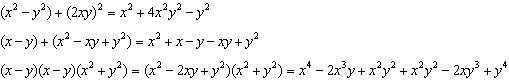 (x² − y²) + (2xy)² = x² + 4x²y² − y²
(x − y) + (x² − xy + y²) = x² + x − y − xy + y²
(x − y)(x − y)(x² + y²) = (x² − 2xy + y²)(x² + y²) = x⁴ − 2x³y + x²y² + x²y² − 2xy³ + y⁴